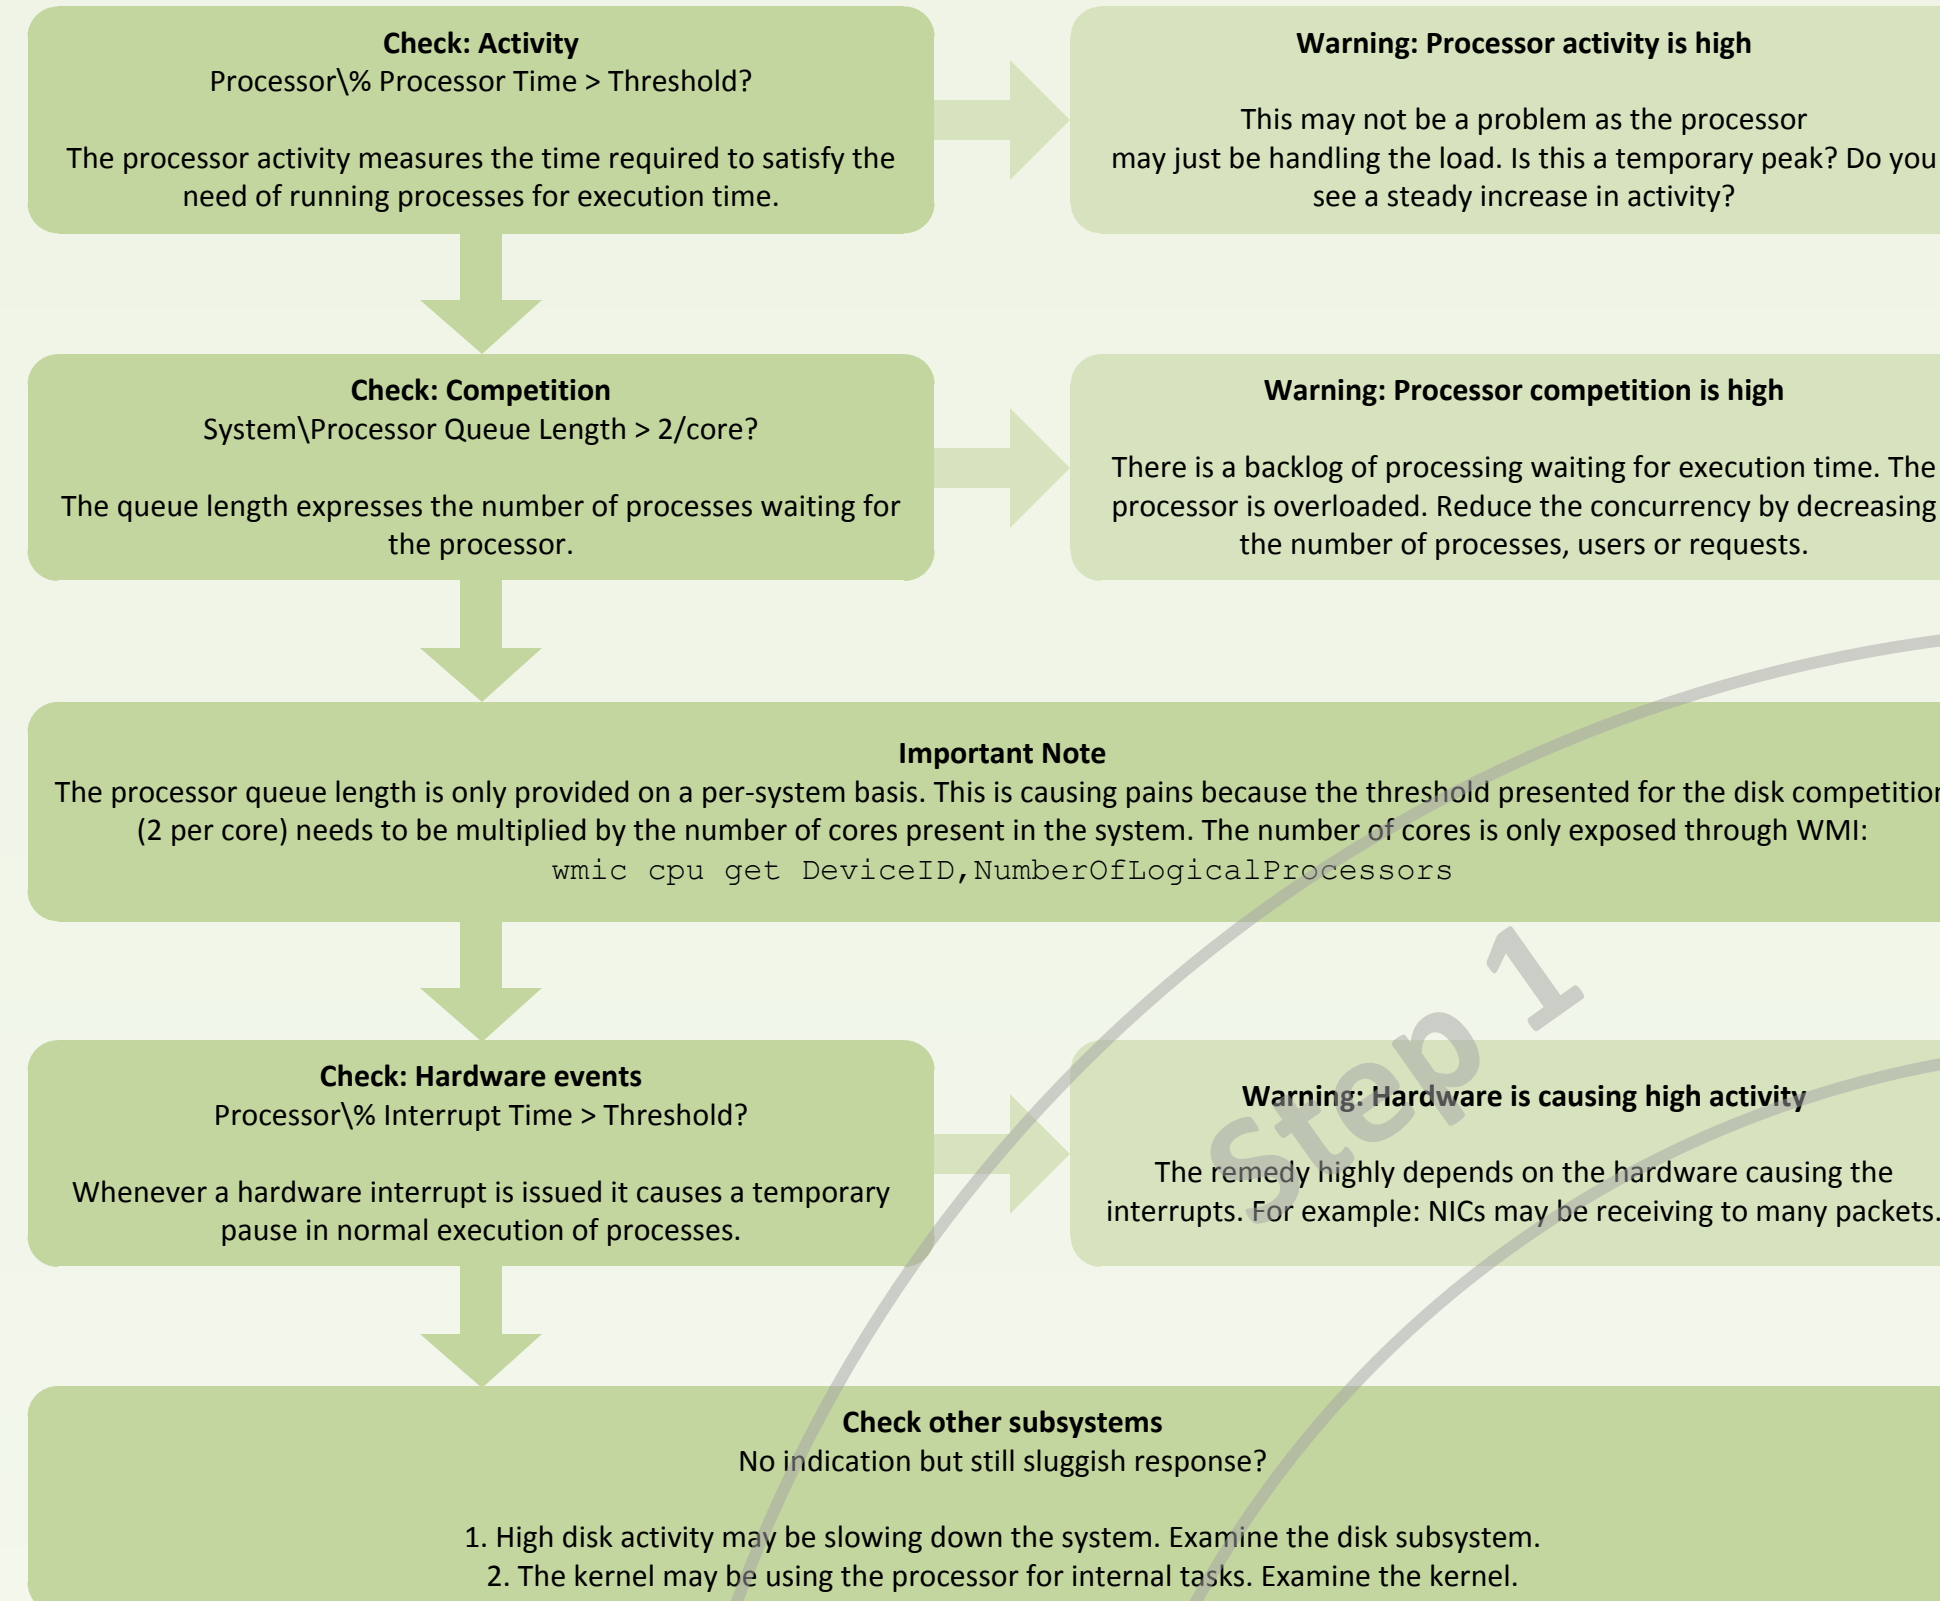 Check: Activity
Processor\% Processor Time > Threshold?
The processor activity measures the time required to satisfy the
need of running processes for execution time.
Warning: Processor activity is high
This may not be a problem as the processor
may just be handling the load. Is this a temporary peak? Do you
see a steady increase in activity?
Check: Competition
System\Processor Queue Length > 2/core?
The queue length expresses the number of processes waiting for
the processor.
Warning: Processor competition is high
There is a backlog of processing waiting for execution time. The
processor is overloaded. Reduce the concurrency by decreasing
the number of processes, users or requests.
Important Note
The processor queue length is only provided on a per-system basis. This is causing pains because the threshold presented for the disk competition
(2 per core) needs to be multiplied by the number of cores present in the system. The number of cores is only exposed through WMI:
wmic cpu get DeviceID,NumberOfLogicalProcessors
Step 1
Check: Hardware events
Processor\% Interrupt Time > Threshold?
Whenever a hardware interrupt is issued it causes a temporary
pause in normal execution of processes.
Warning: Hardware is causing high activity
The remedy highly depends on the hardware causing the
interrupts. For example: NICs may be receiving to many packets.
Check other subsystems
No indication but still sluggish response?
1. High disk activity may be slowing down the system. Examine the disk subsystem.
2. The kernel may be using the processor for internal tasks. Examine the kernel.